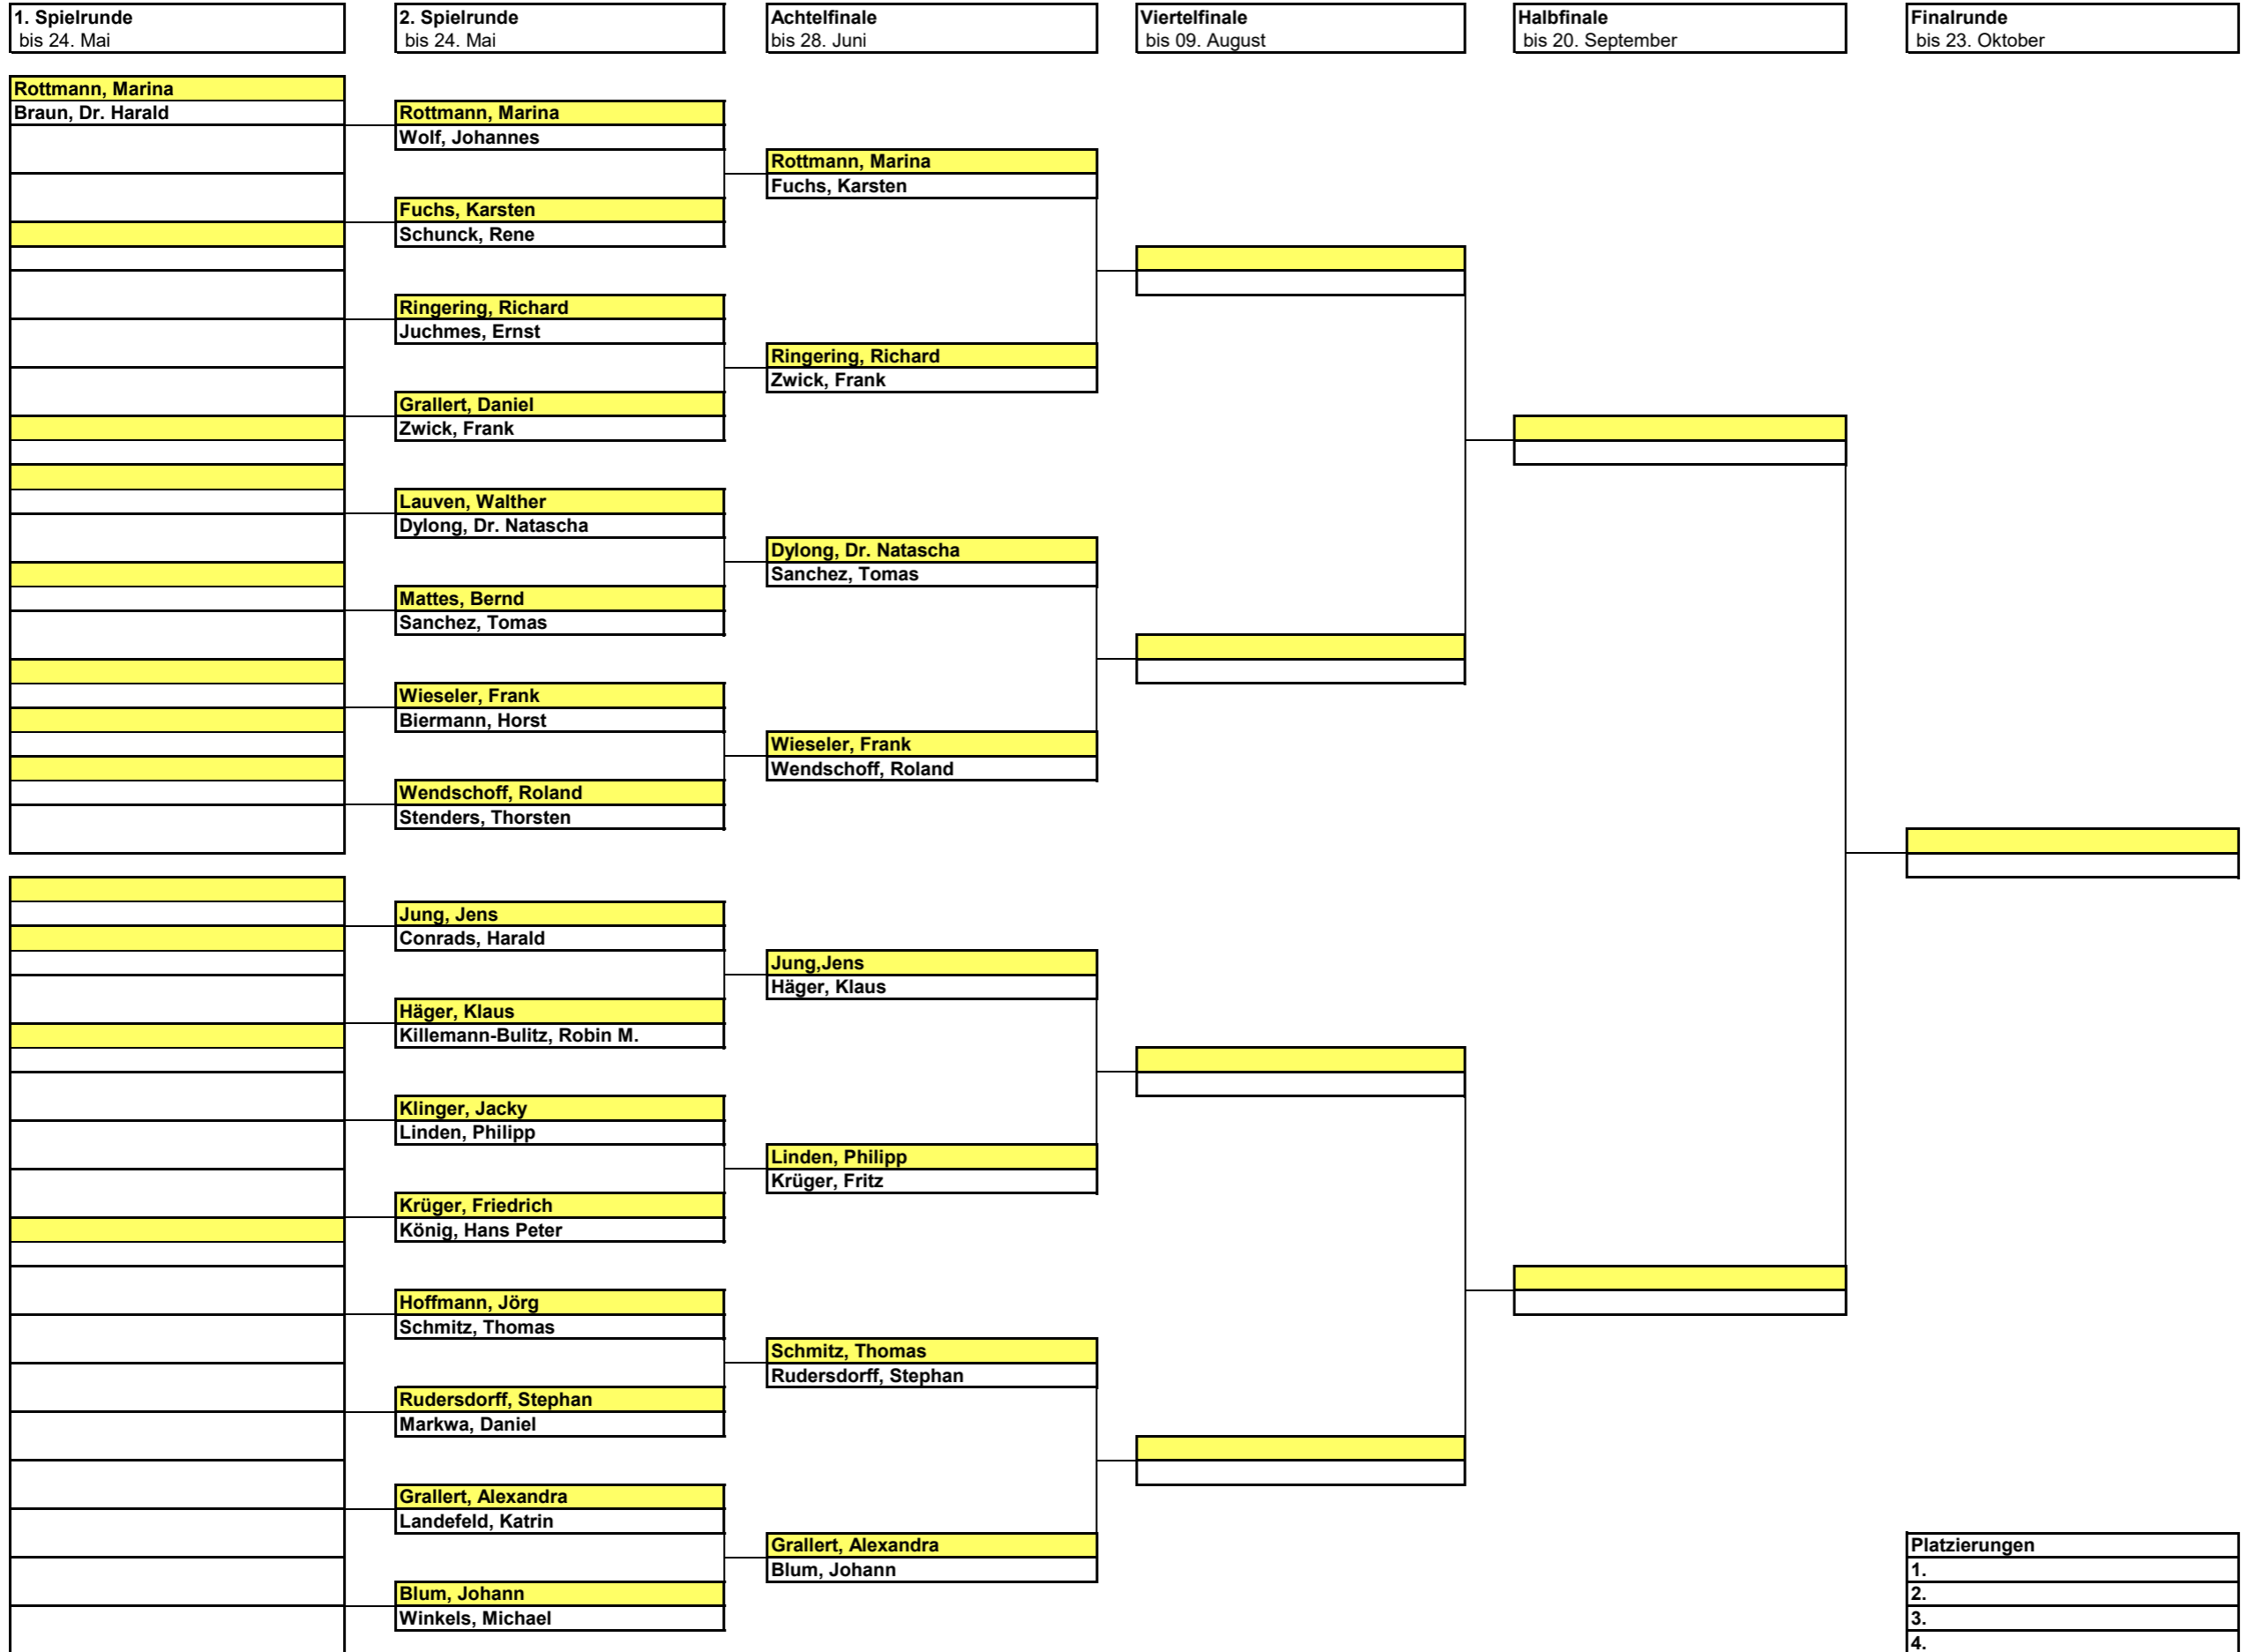 1. Spielrunde
bis 24. Mai
2. Spielrunde
bis 24. Mai
Achtelfinale
bis 28. Juni
Viertelfinale
bis 09. August
Halbfinale
bis 20. September
Finalrunde
bis 23. Oktober
Rottmann, Marina
Braun, Dr. Harald
Rottmann, Marina
Wolf, Johannes
Fuchs, Karsten
Schunck, Rene
Ringering, Richard
Juchmes, Ernst
Grallert, Daniel
Zwick, Frank
Lauven, Walther
Dylong, Dr. Natascha
Mattes, Bernd
Sanchez, Tomas
Wieseler, Frank
Biermann, Horst
Wendschoff, Roland
Stenders, Thorsten
Jung, Jens
Conrads, Harald
Häger, Klaus
Killemann-Bulitz, Robin M.
Klinger, Jacky
Linden, Philipp
Krüger, Friedrich
König, Hans Peter
Hoffmann, Jörg
Schmitz, Thomas
Rudersdorff, Stephan
Markwa, Daniel
Grallert, Alexandra
Landefeld, Katrin
Blum, Johann
Winkels, Michael
Rottmann, Marina
Fuchs, Karsten
Ringering, Richard
Zwick, Frank
Dylong, Dr. Natascha
Sanchez, Tomas
Wieseler, Frank
Wendschoff, Roland
Jung,Jens
Häger, Klaus
Linden, Philipp
Krüger, Fritz
Schmitz, Thomas
Rudersdorff, Stephan
Grallert, Alexandra
Blum, Johann
Platzierungen
1.
2.
3.
4.